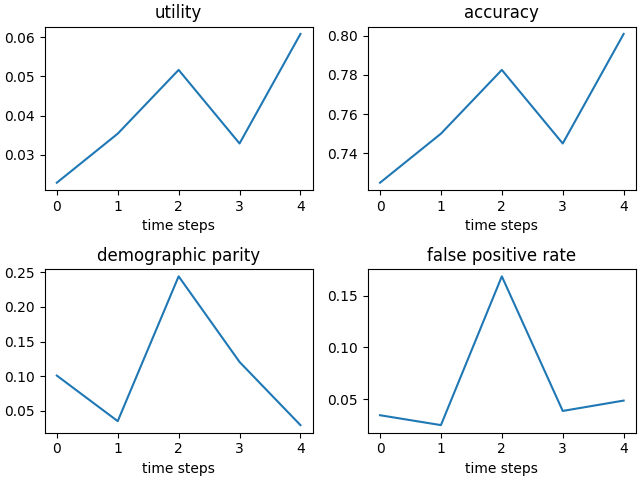 utility
0.06
0.05
0.04
0.03
0 1 2 3 4
time steps
accuracy
0.80
0.78
0.76
0.74
0 1 2 3 4
time steps
demographic parity
0.25
0.20
0.15
0.10
0.05
0 1 2 3 4
time steps
false positive rate
0.15
0.10
0.05
0 1 2 3 4
time steps